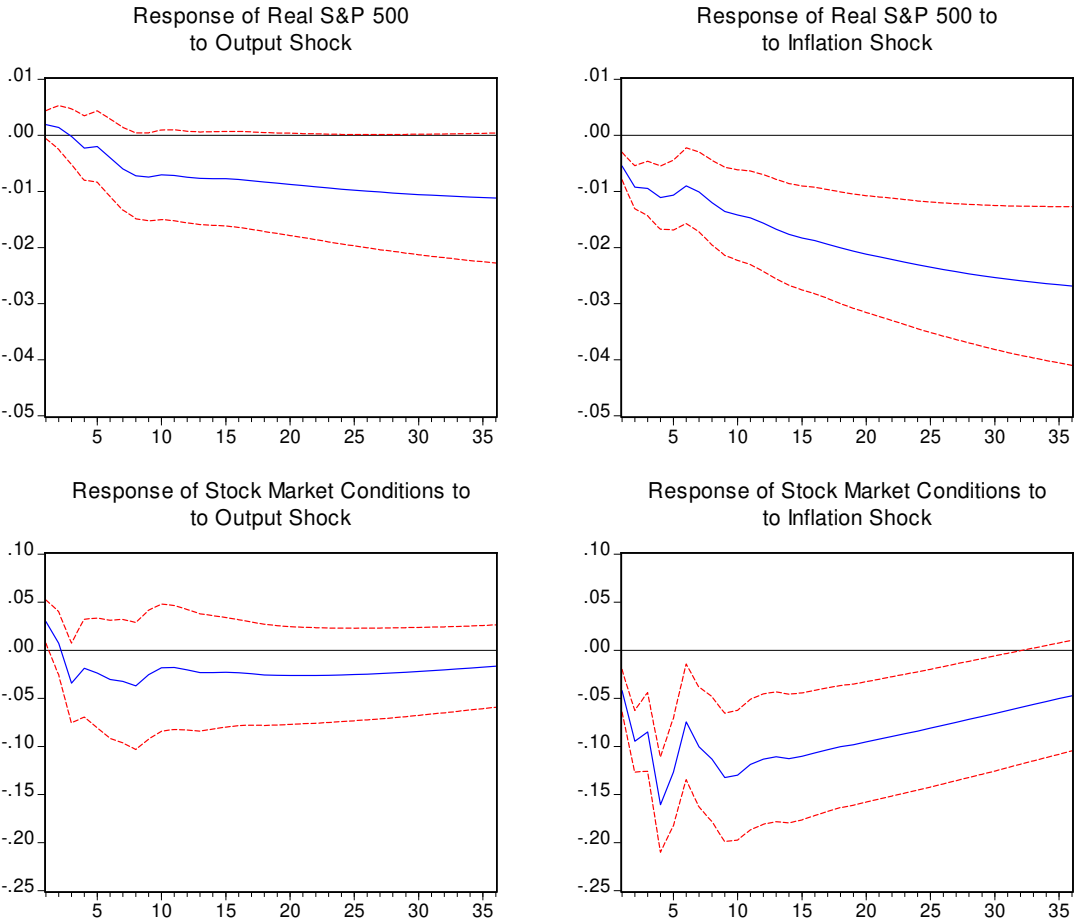 Response of Real S&P 500
to Output Shock
.01
.00
-.01
-.02
-.03
-.04
-.05
5 10 15 20 25 30 35
Response of Real S&P 500 to
to Inflation Shock
.01
.00
-.01
-.02
-.03
-.04
-.05
5 10 15 20 25 30 35
Response of Stock Market Conditions to
to Output Shock
.10
.05
.00
-.05
-.10
-.15
-.20
-.25
5 10 15 20 25 30 35
Response of Stock Market Conditions to
to Inflation Shock
.10
.05
.00
-.05
-.10
-.15
-.20
-.25
5 10 15 20 25 30 35